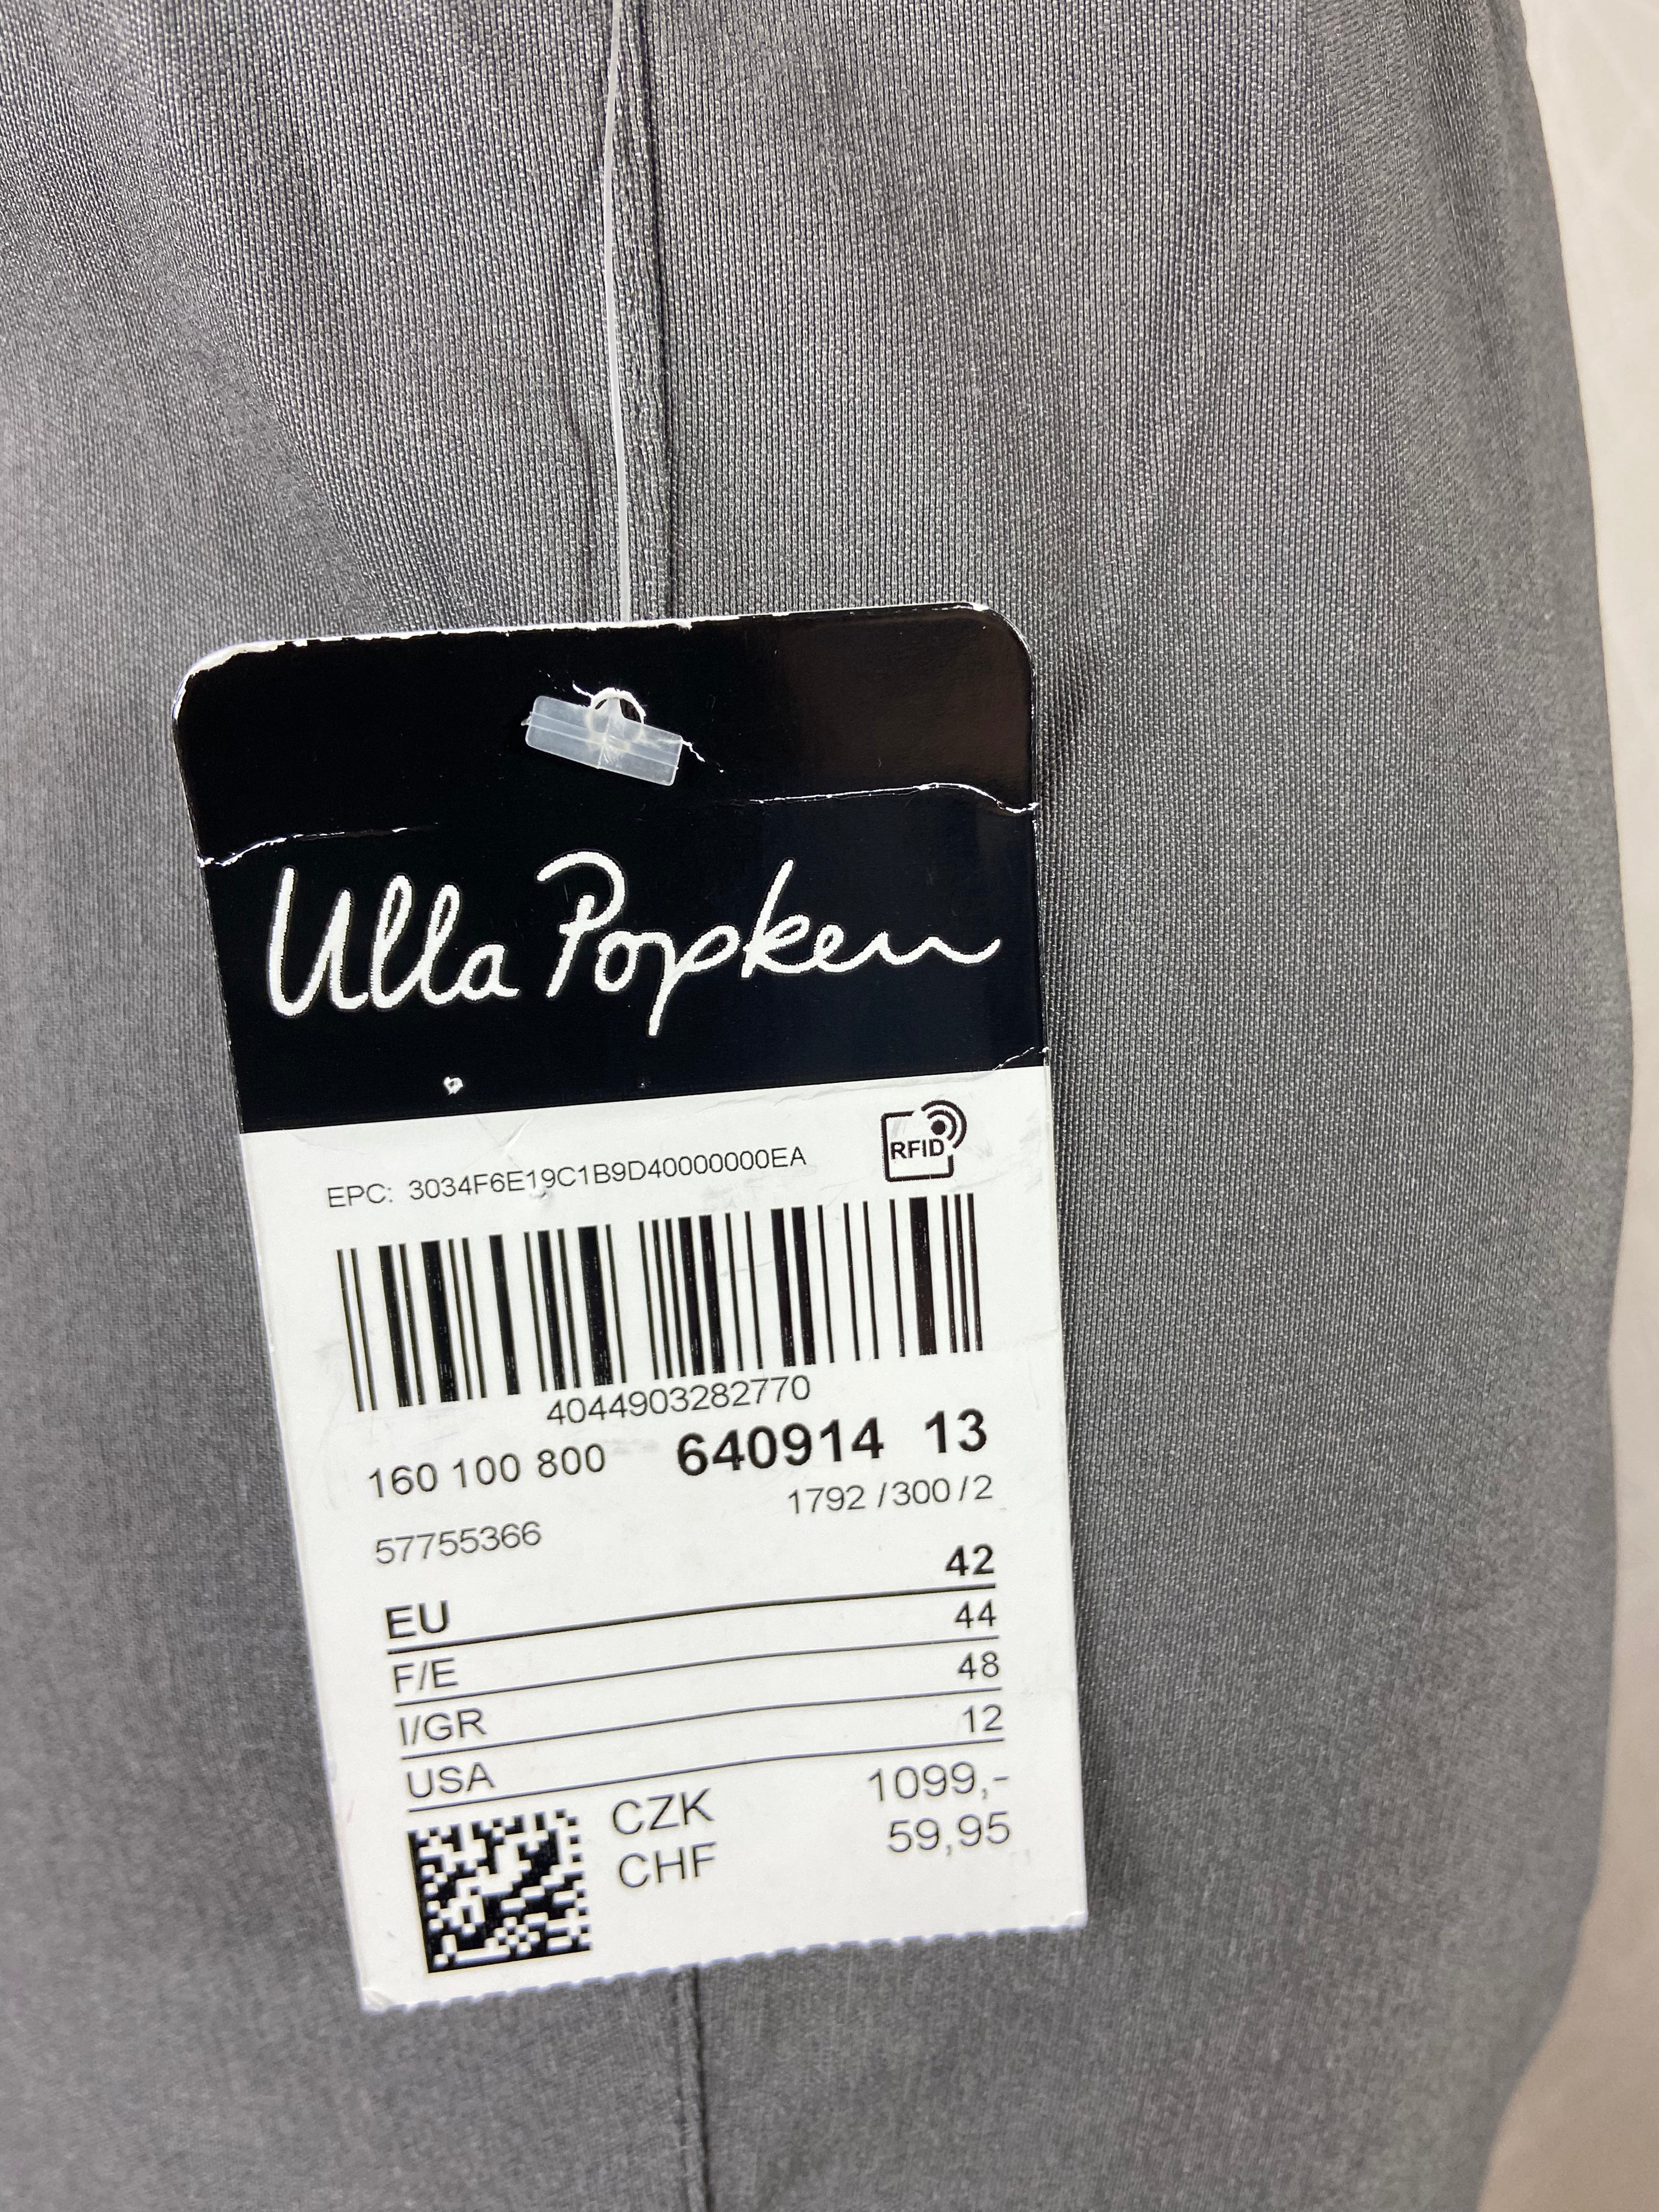 Ulla Popken
RFID
EPC: 3034F6E19C1B9D40000000EA
4044903282770
160 100 800 640914 13
1792 /300 /2
57755366
EU 42
F/E 44
I/GR 48
USA 12
CZK 1099,-
CHF 59,95